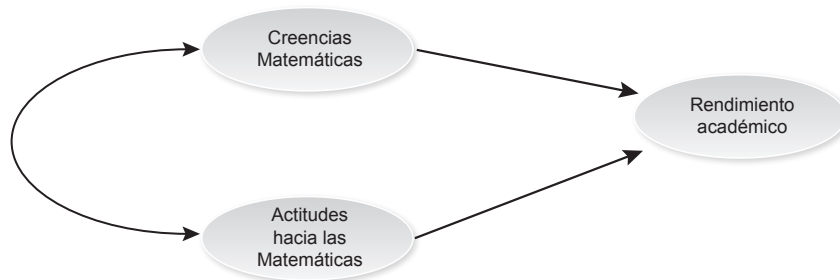 Creencias
Matemáticas
Rendimiento
académico
Actitudes
hacia las
Matemáticas